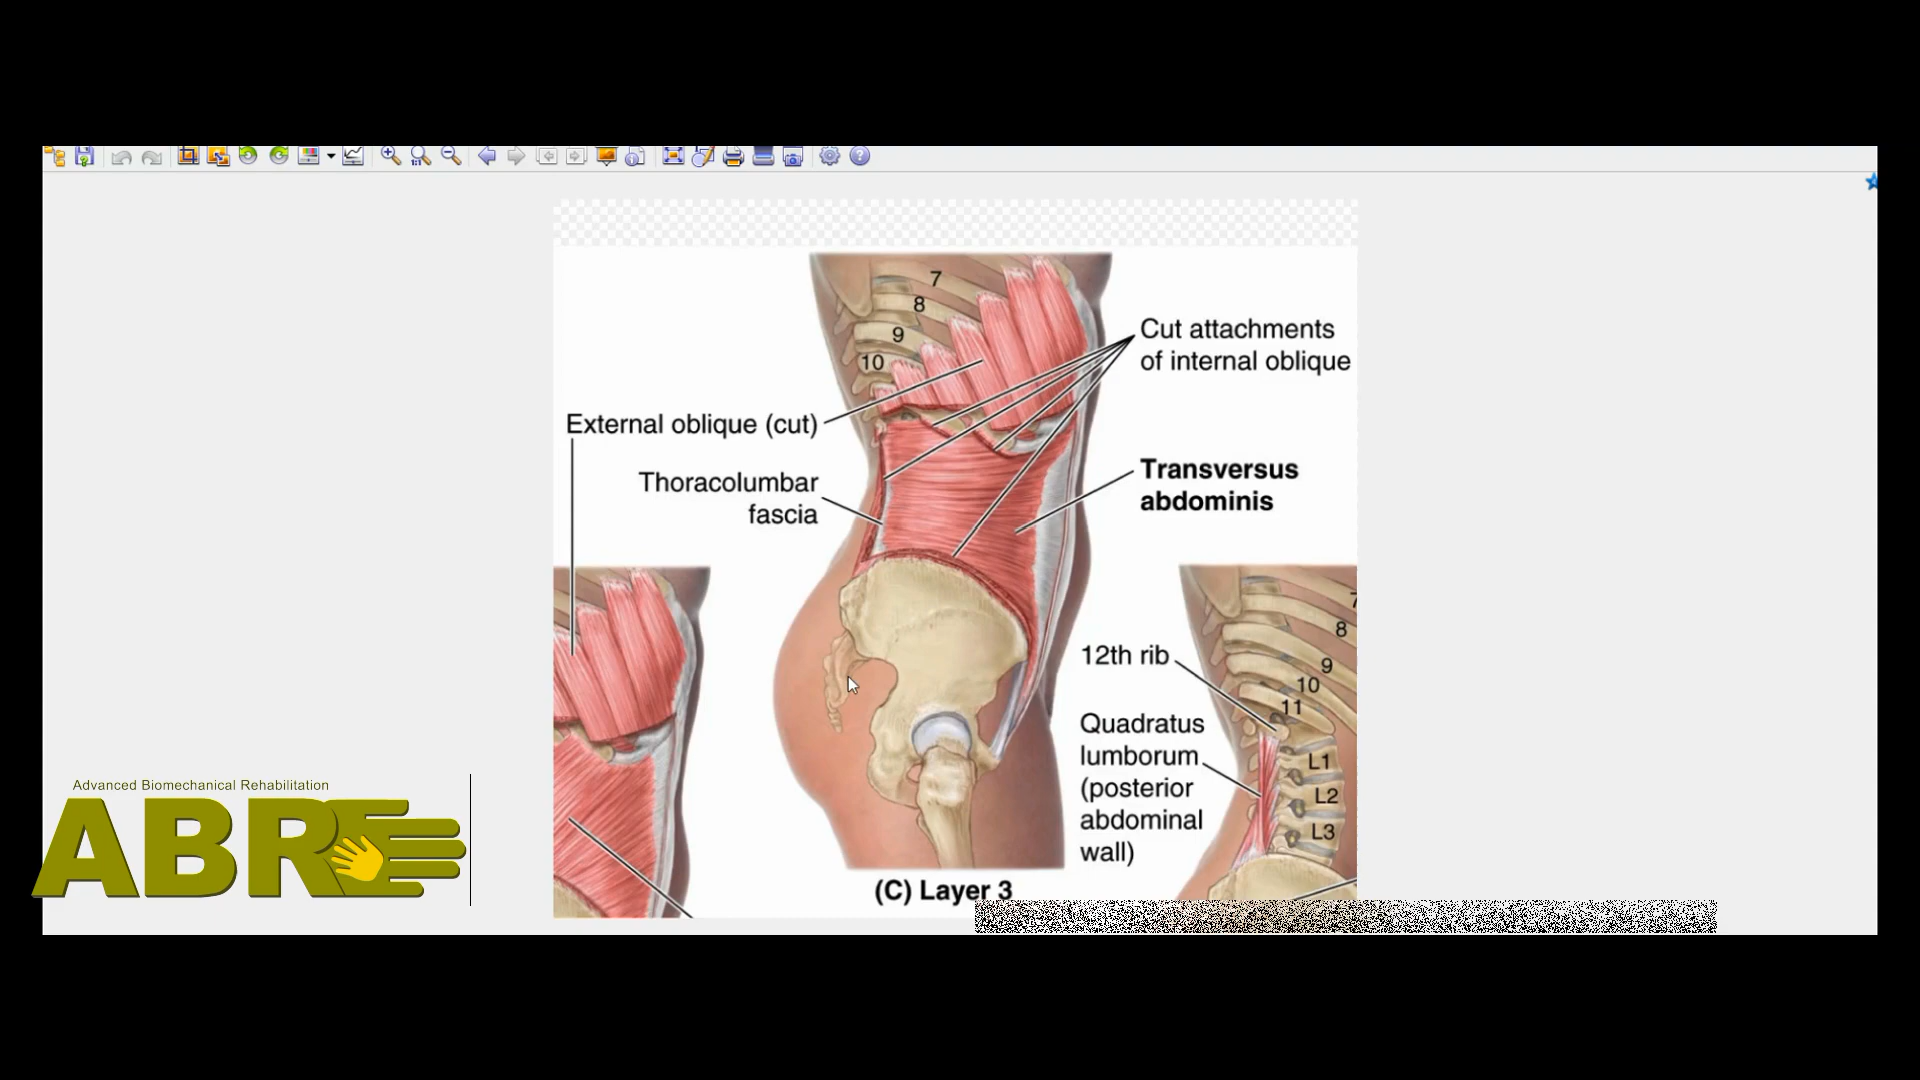 7
8
9
10
Cut attachments
of internal oblique
External oblique (cut)
Thoracolumbar
fascia
Transversus
abdominis
12th rib
7
8
9
10
11
Quadratus
lumborum
(posterior
abdominal
wall)
L1
L2
L3
(C) Layer 3
Advanced Biomechanical Rehabilitation
ABR